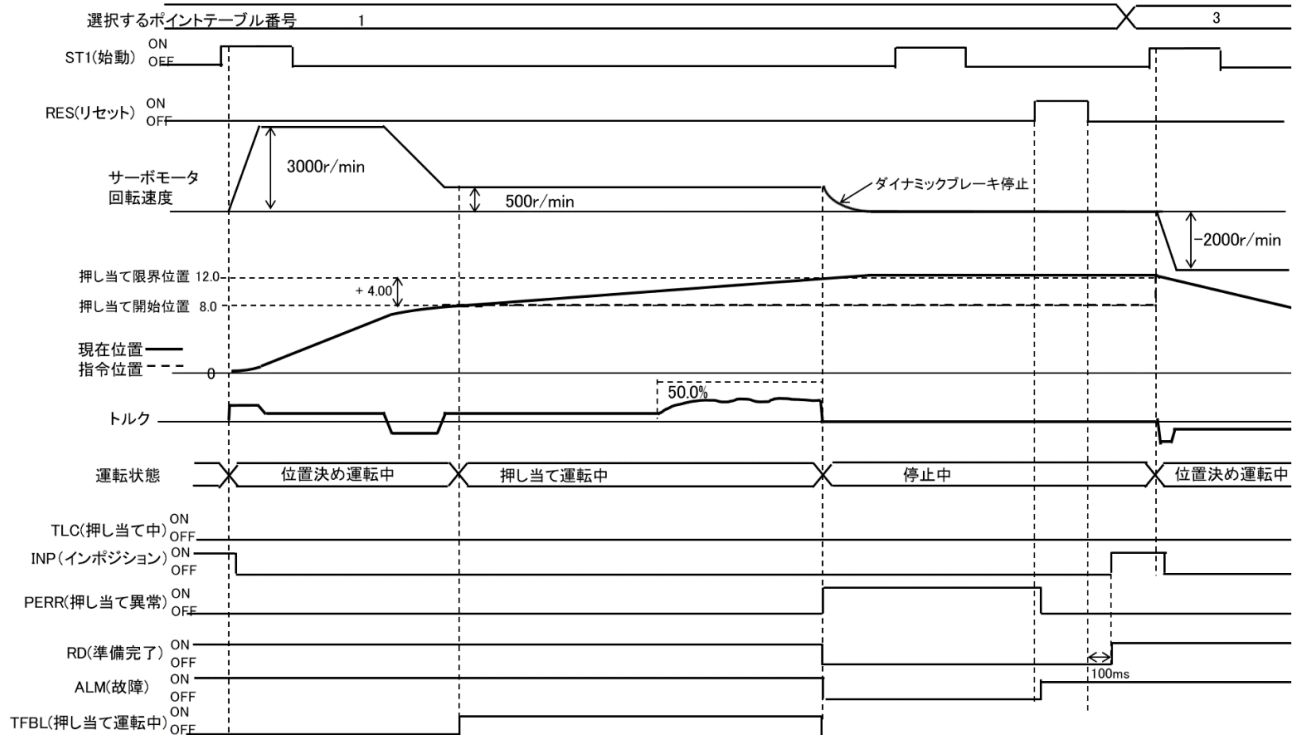 選択するポイントテーブル番号 1 3
ST1(始動) ON
OFF
RES(リセット) ON
OFF
サーボモータ
回転速度
3000r/min
500r/min
ダイナミックブレーキ停止
-2000r/min
押し当て限界位置 12.0
+ 4.00
押し当て開始位置 8.0
現在位置
指令位置
0
50.0%
トルク
運転状態 位置決め運転中 押し当て運転中 停止中 位置決め運転中
TLC(押し当て中) ON
OFF
INP(インポジション) ON
OFF
PERR(押し当て異常) ON
OFF
RD(準備完了) ON
OFF
100ms
ALM(故障) ON
OFF
TFBL(押し当て運転中) ON
OFF